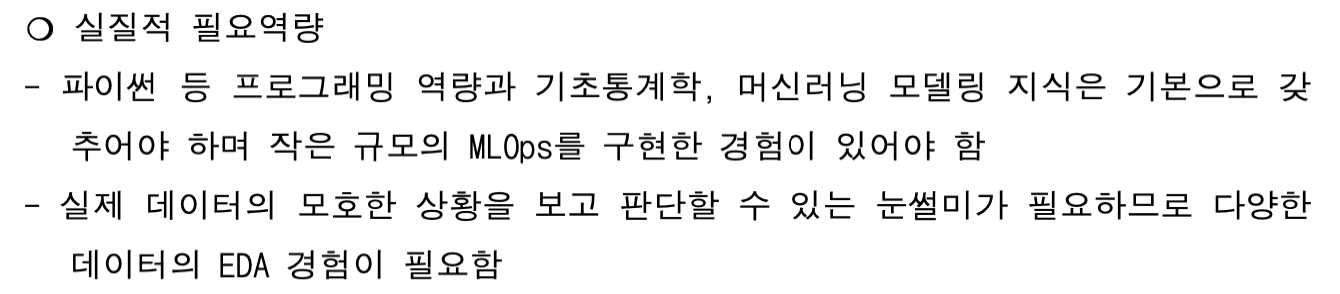 ❍ 실질적 필요역량
- 파이썬 등 프로그래밍 역량과 기초통계학, 머신러닝 모델링 지식은 기본으로 갖
추어야 하며 작은 규모의 MLOps를 구현한 경험이 있어야 함
- 실제 데이터의 모호한 상황을 보고 판단할 수 있는 눈썰미가 필요하므로 다양한
데이터의 EDA 경험이 필요함